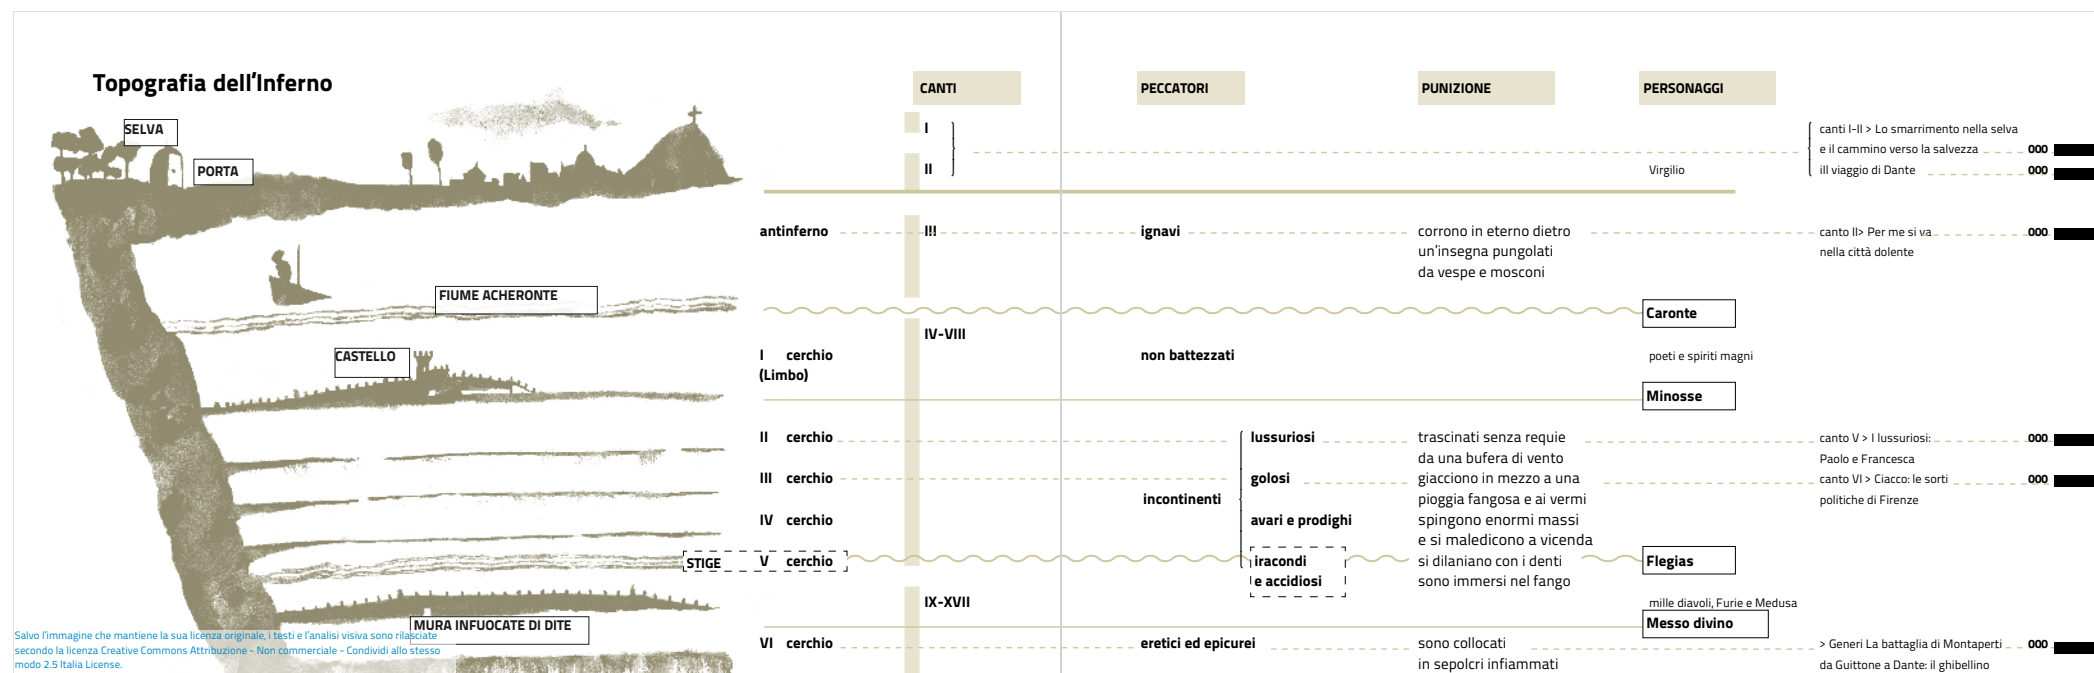 Topografia dell'Inferno
CANTI
PECCATORI
PUNIZIONE
PERSONAGGI
SELVA
PORTA
I
II
Virgilio
canti I-II > Lo smarrimento nella selva
e il cammino verso la salvezza 000
ill viaggio di Dante 000
antinferno
I!!
ignavi
corrono in eterno dietro
un'insegna pungolati
da vespe e mosconi
canto II> Per me si va 000
nella città dolente
FIUME ACHERONTE
Caronte
IV-VIII
CASTELLO
I cerchio
(Limbo)
non battezzati
poeti e spiriti magni
Minosse
II cerchio
lussuriosi
trascinati senza requie
da una bufera di vento
canto V > I lussuriosi: 000
Paolo e Francesca
III cerchio
incontinenti
golosi
giacciono in mezzo a una
pioggia fangosa e ai vermi
canto VI > Ciacco: le sorti 000
politiche di Firenze
IV cerchio
avari e prodighi
spingono enormi massi
e si maledicono a vicenda
STIGE
V cerchio
iracondi
e accidiosi
si dilaniano con i denti
sono immersi nel fango
Flegias
IX-XVII
mille diavoli, Furie e Medusa
MURA INFUOCATE DI DITE
Messo divino
VI cerchio
eretici ed epicurei
sono collocati
in sepolcri infiammati
> Generi La battaglia di Montaperti 000
da Guittone a Dante: il ghibellino
Salvo l'immagine che mantiene la sua licenza originale, i testi e l'analisi visiva sono rilasciate
secondo la licenza Creative Commons Attribuzione - Non commerciale - Condividi allo stesso
modo 2.5 Italia License.